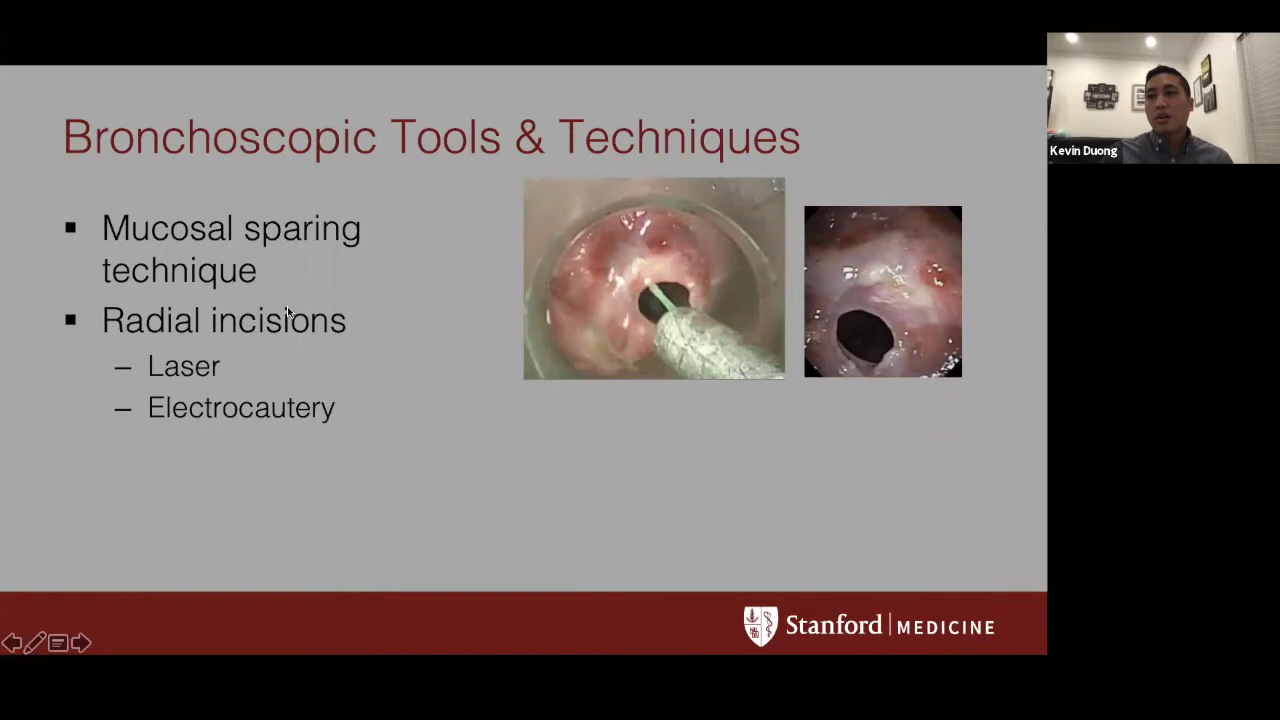 Bronchoscopic Tools & Techniques
▪ Mucosal sparing
technique
▪ Radial incisions
– Laser
– Electrocautery
Stanford | MEDICINE
Kevin Duong